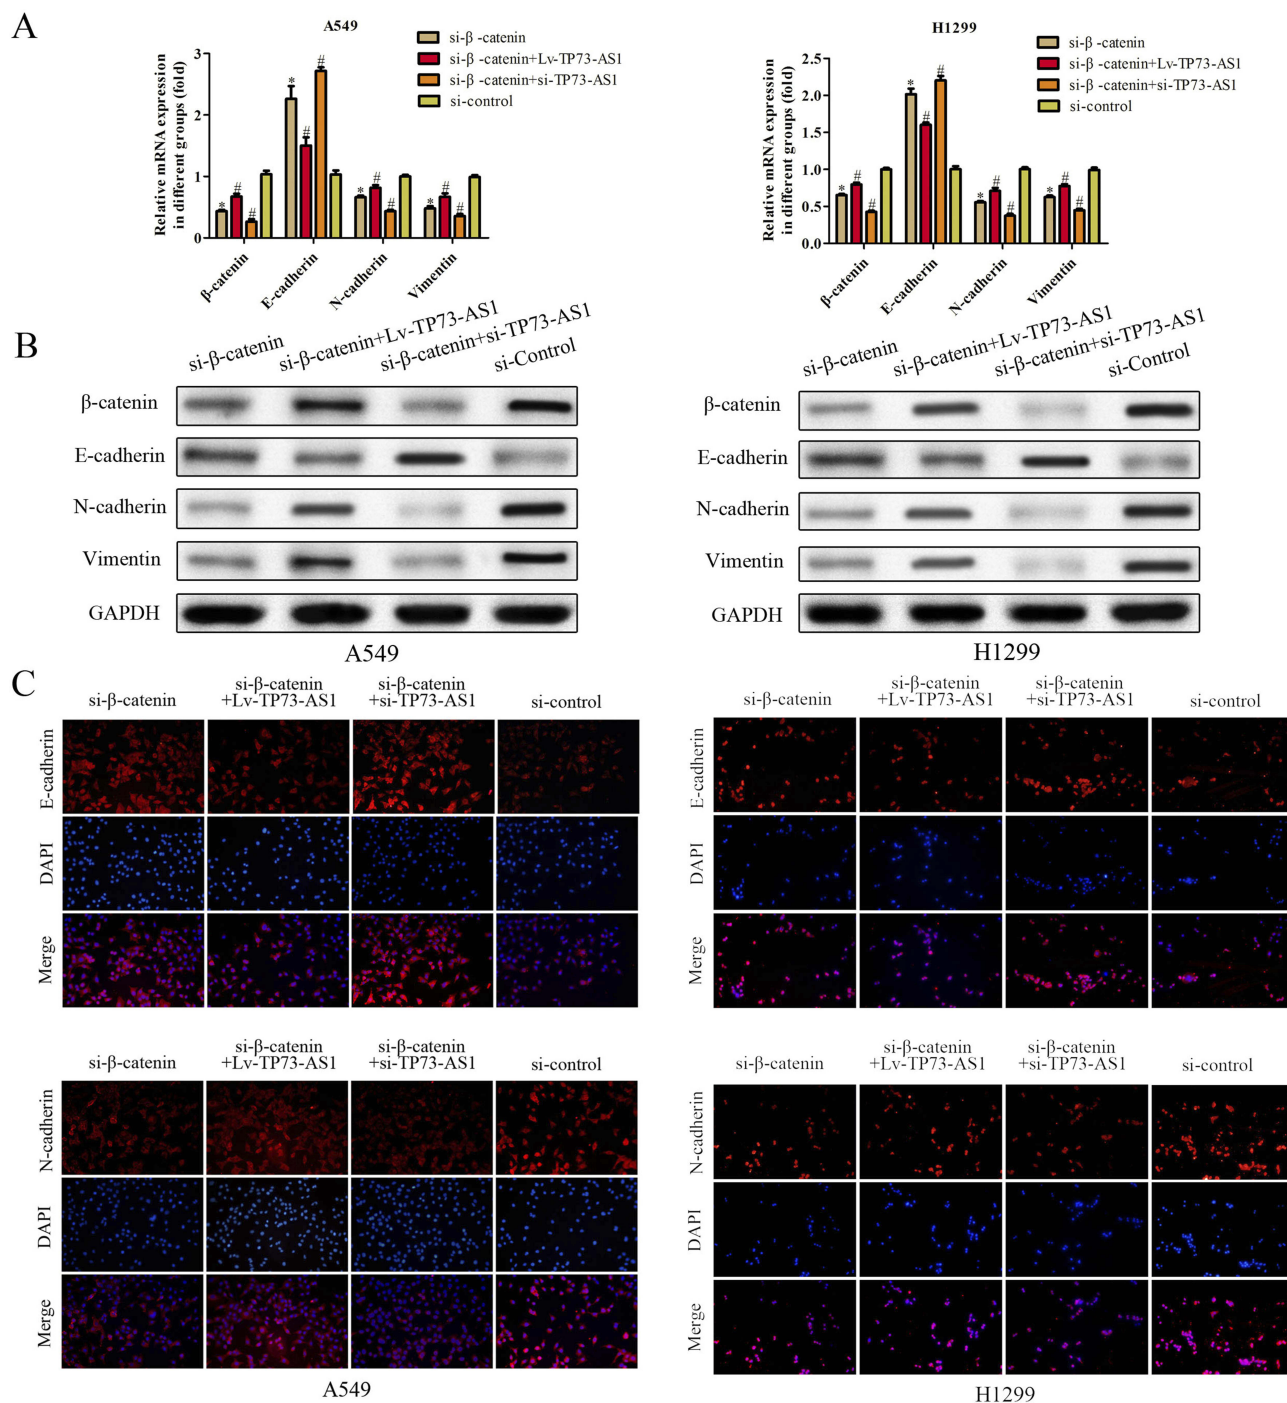 A
A549
si-β -catenin
si-β -catenin+Lv-TP73-AS1
si-β -catenin+si-TP73-AS1
si-control
Relative mRNA expression
in different groups (fold)
3
2
1
0
* # # * # # * # # * # #
β-catenin
E-cadherin
N-cadherin
Vimentin
H1299
si-β -catenin
si-β -catenin+Lv-TP73-AS1
si-β -catenin+si-TP73-AS1
si-control
Relative mRNA expression
in different groups (fold)
2.5
2.0
1.5
1.0
0.5
0.0
* # # * # # * # # * # #
β-catenin
E-cadherin
N-cadherin
Vimentin
B
si-β-catenin
si-β-catenin+Lv-TP73-AS1
si-β-catenin+si-TP73-AS1
si-Control
β-catenin
E-cadherin
N-cadherin
Vimentin
GAPDH
A549
si-β-catenin
si-β-catenin+Lv-TP73-AS1
si-β-catenin+si-TP73-AS1
si-Control
β-catenin
E-cadherin
N-cadherin
Vimentin
GAPDH
H1299
C
si-β-catenin
si-β-catenin
+Lv-TP73-AS1
si-β-catenin
+si-TP73-AS1
si-control
E-cadherin
DAPI
Merge
si-β-catenin
si-β-catenin
+Lv-TP73-AS1
si-β-catenin
+si-TP73-AS1
si-control
E-cadherin
DAPI
Merge
si-β-catenin
si-β-catenin
+Lv-TP73-AS1
si-β-catenin
+si-TP73-AS1
si-control
N-cadherin
DAPI
Merge
A549
si-β-catenin
si-β-catenin
+Lv-TP73-AS1
si-β-catenin
+si-TP73-AS1
si-control
N-cadherin
DAPI
Merge
H1299